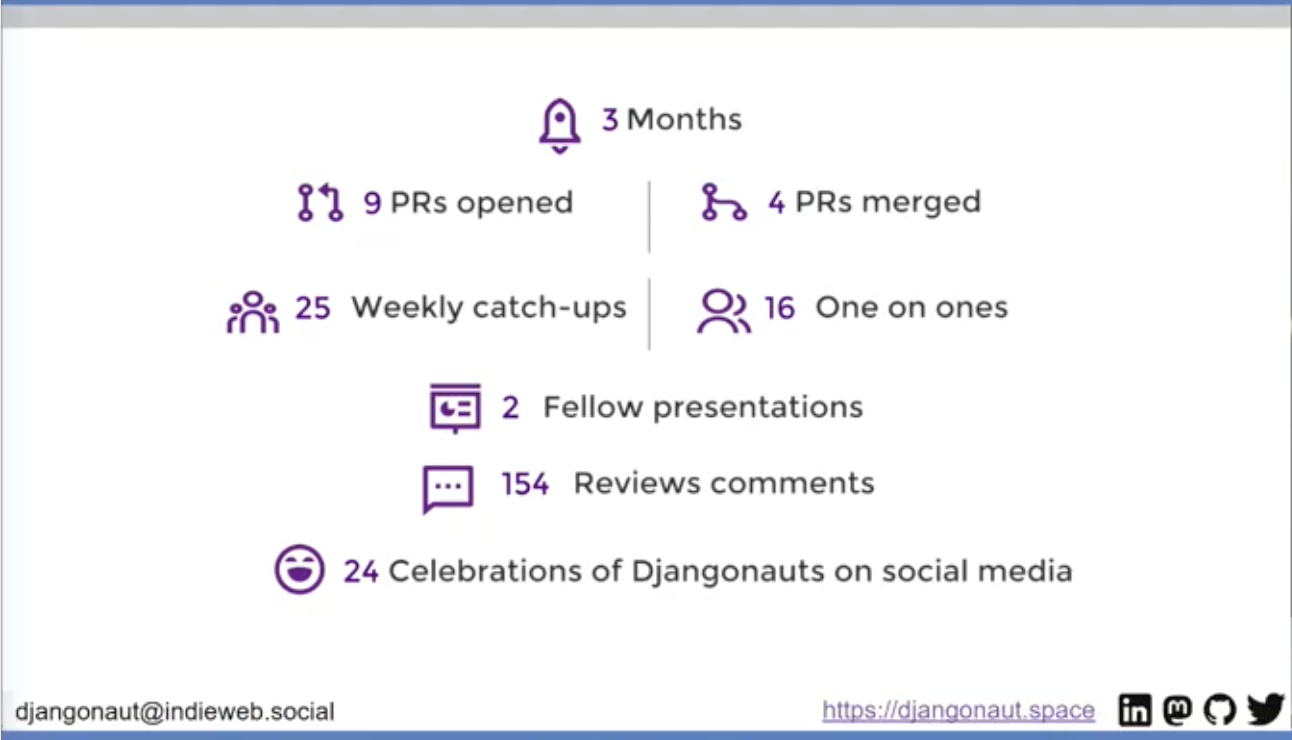 3 Months
9 PRs opened
4 PRs merged
25 Weekly catch-ups
16 One on ones
2 Fellow presentations
154 Reviews comments
24 Celebrations of Djangonauts on social media
djangonaut@indieweb.social
https://djangonaut.space
in
m